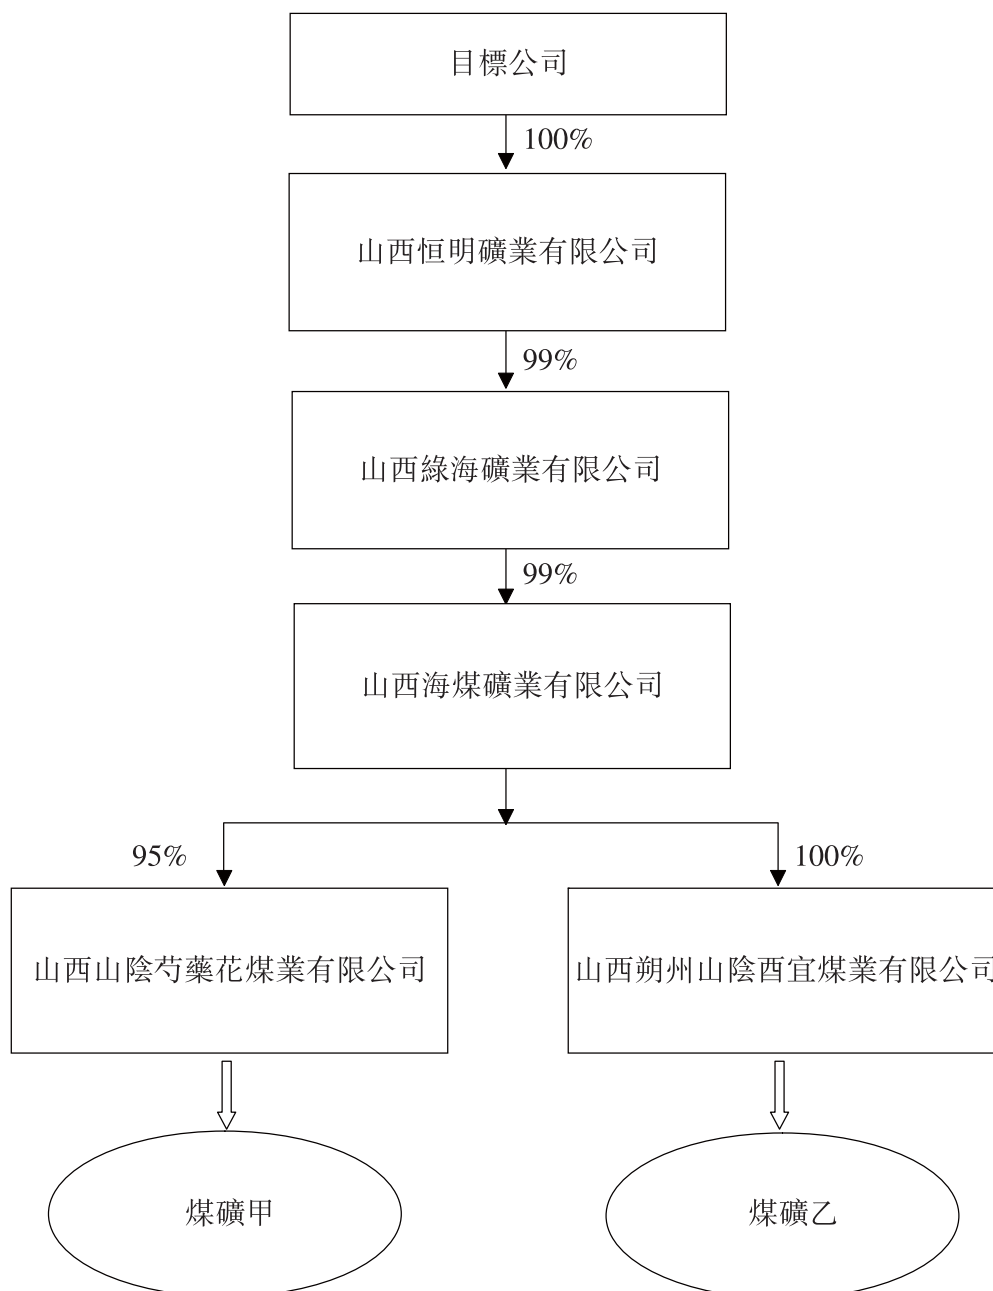 目標公司
100%
山西恒明礦業有限公司
99%
山西綠海礦業有限公司
99%
山西海煤礦業有限公司
95%
100%
山西山陰芍藥花煤業有限公司
山西朔州山陰酉宜煤業有限公司
煤礦甲
煤礦乙